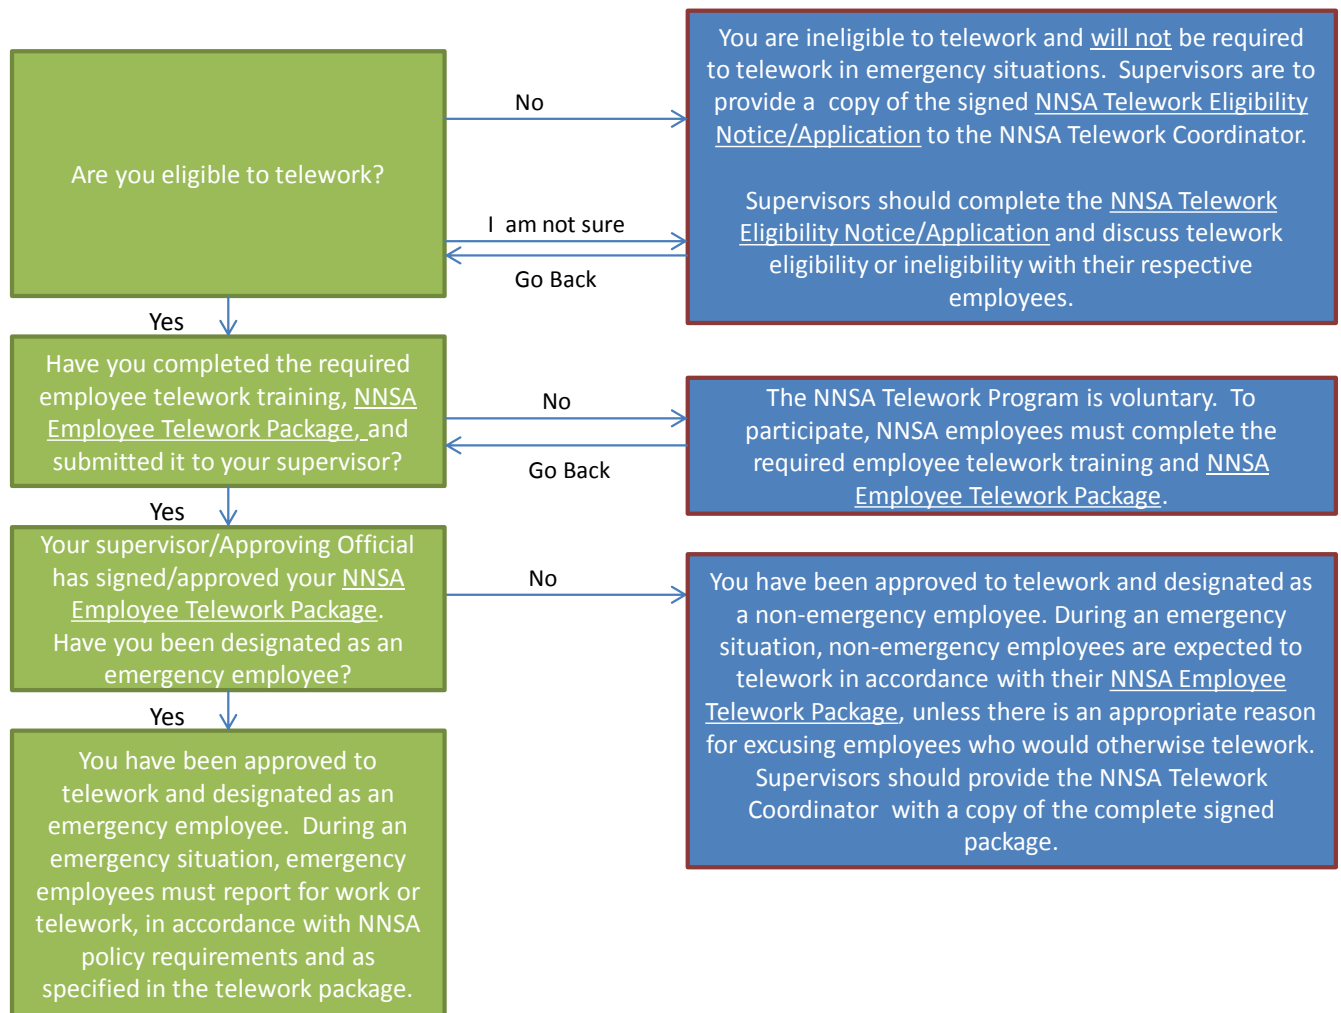 Are you eligible to telework?
No
I am not sure
Go Back
You are ineligible to telework and will not be required
to telework in emergency situations. Supervisors are to
provide a copy of the signed NNSA Telework Eligibility
Notice/Application to the NNSA Telework Coordinator.
Supervisors should complete the NNSA Telework
Eligibility Notice/Application and discuss telework
eligibility or ineligibility with their respective
employees.
Yes
Have you completed the required
employee telework training, NNSA
Employee Telework Package, and
submitted it to your supervisor?
No
Go Back
The NNSA Telework Program is voluntary. To
participate, NNSA employees must complete the
required employee telework training and NNSA
Employee Telework Package.
Yes
Your supervisor/Approving Official
has signed/approved your NNSA
Employee Telework Package.
Have you been designated as an
emergency employee?
No
You have been approved to telework and designated as
a non-emergency employee. During an emergency
situation, non-emergency employees are expected to
telework in accordance with their NNSA Employee
Telework Package, unless there is an appropriate reason
for excusing employees who would otherwise telework.
Supervisors should provide the NNSA Telework
Coordinator with a copy of the complete signed
package.
Yes
You have been approved to
telework and designated as an
emergency employee. During an
emergency situation, emergency
employees must report for work or
telework, in accordance with NNSA
policy requirements and as
specified in the telework package.